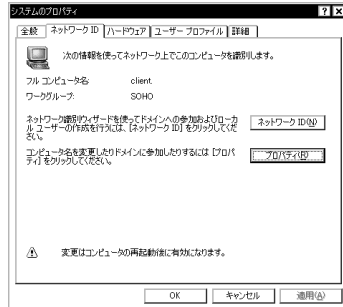 システムのプロパティ
全般
ネットワーク ID
ハードウェア
ユーザー プロファイル
詳細
次の情報を使ってネットワーク上でこのコンピュータを識別します。
フル コンピュータ名:
client.
ワークグループ:
SOHO
ネットワーク識別ウィザードを使ってドメインへの参加およびローカ
ル ユーザーの作成を行うには、[ネットワーク ID] をクリックしてくだ
さい。
ネットワーク ID(N)
コンピュータ名を変更したりドメインに参加したりするには [プロパ
ティ] をクリックしてください。
プロパティ(R)
変更はコンピュータの再起動後に有効になります。
OK
キャンセル
適用(A)